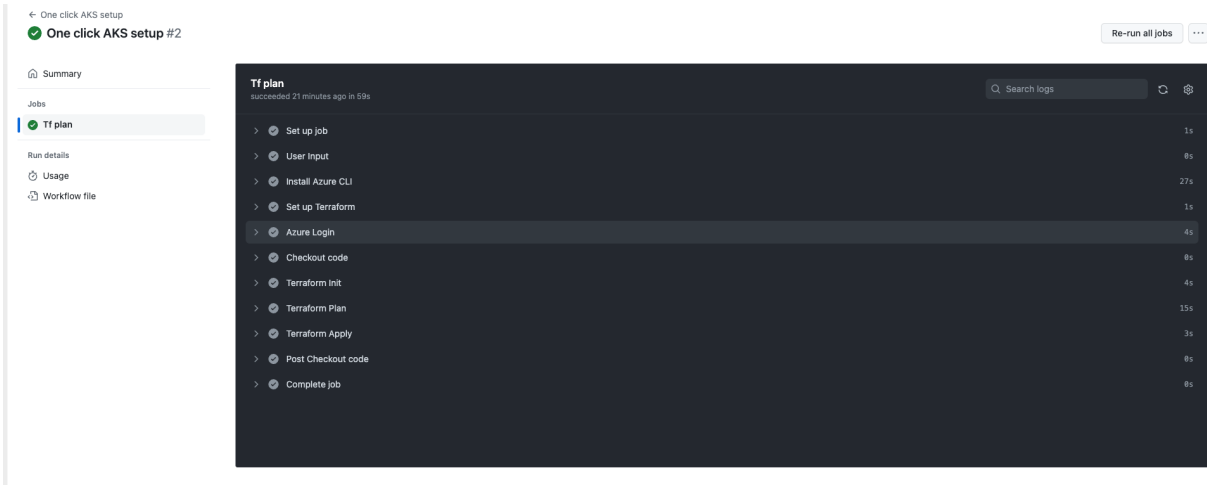 ← One click AKS setup
One click AKS setup #2
Re-run all jobs ...
Summary
Jobs
Tf plan
Run details
Usage
Workflow file
Tf plan
succeeded 21 minutes ago in 59s
Search logs
Set up job 1s
User Input 0s
Install Azure CLI 27s
Set up Terraform 1s
Azure Login 4s
Checkout code 0s
Terraform Init 4s
Terraform Plan 15s
Terraform Apply 3s
Post Checkout code 0s
Complete job 0s